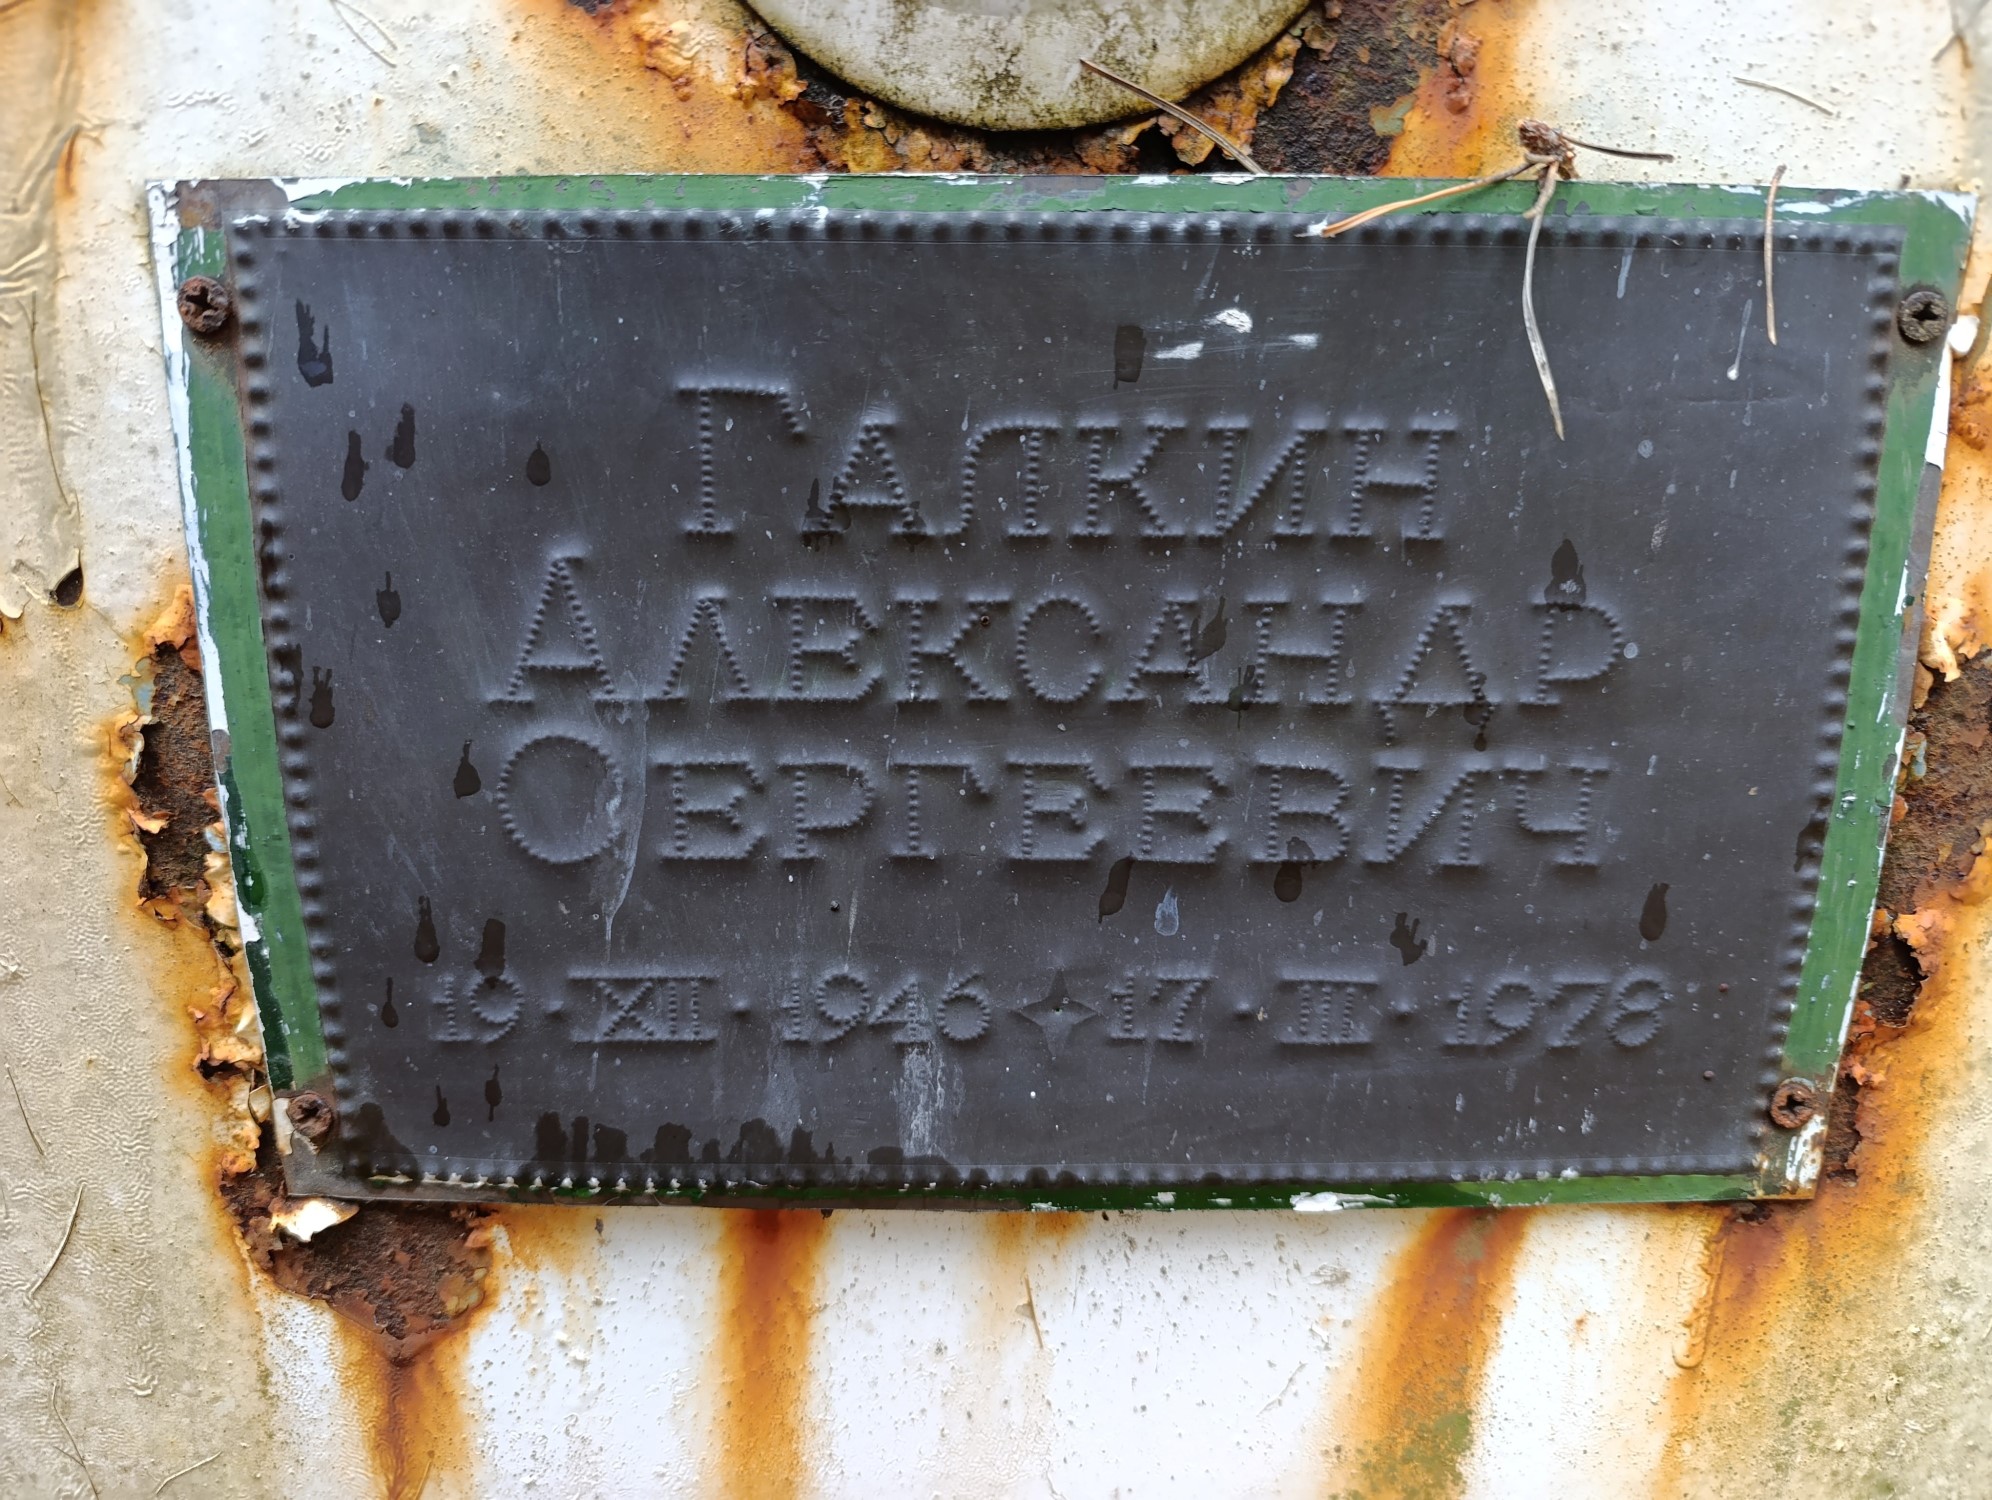 Галкин
Александр
Сергеевич
19 · XII · 1946 ✦ 17 · III · 1978